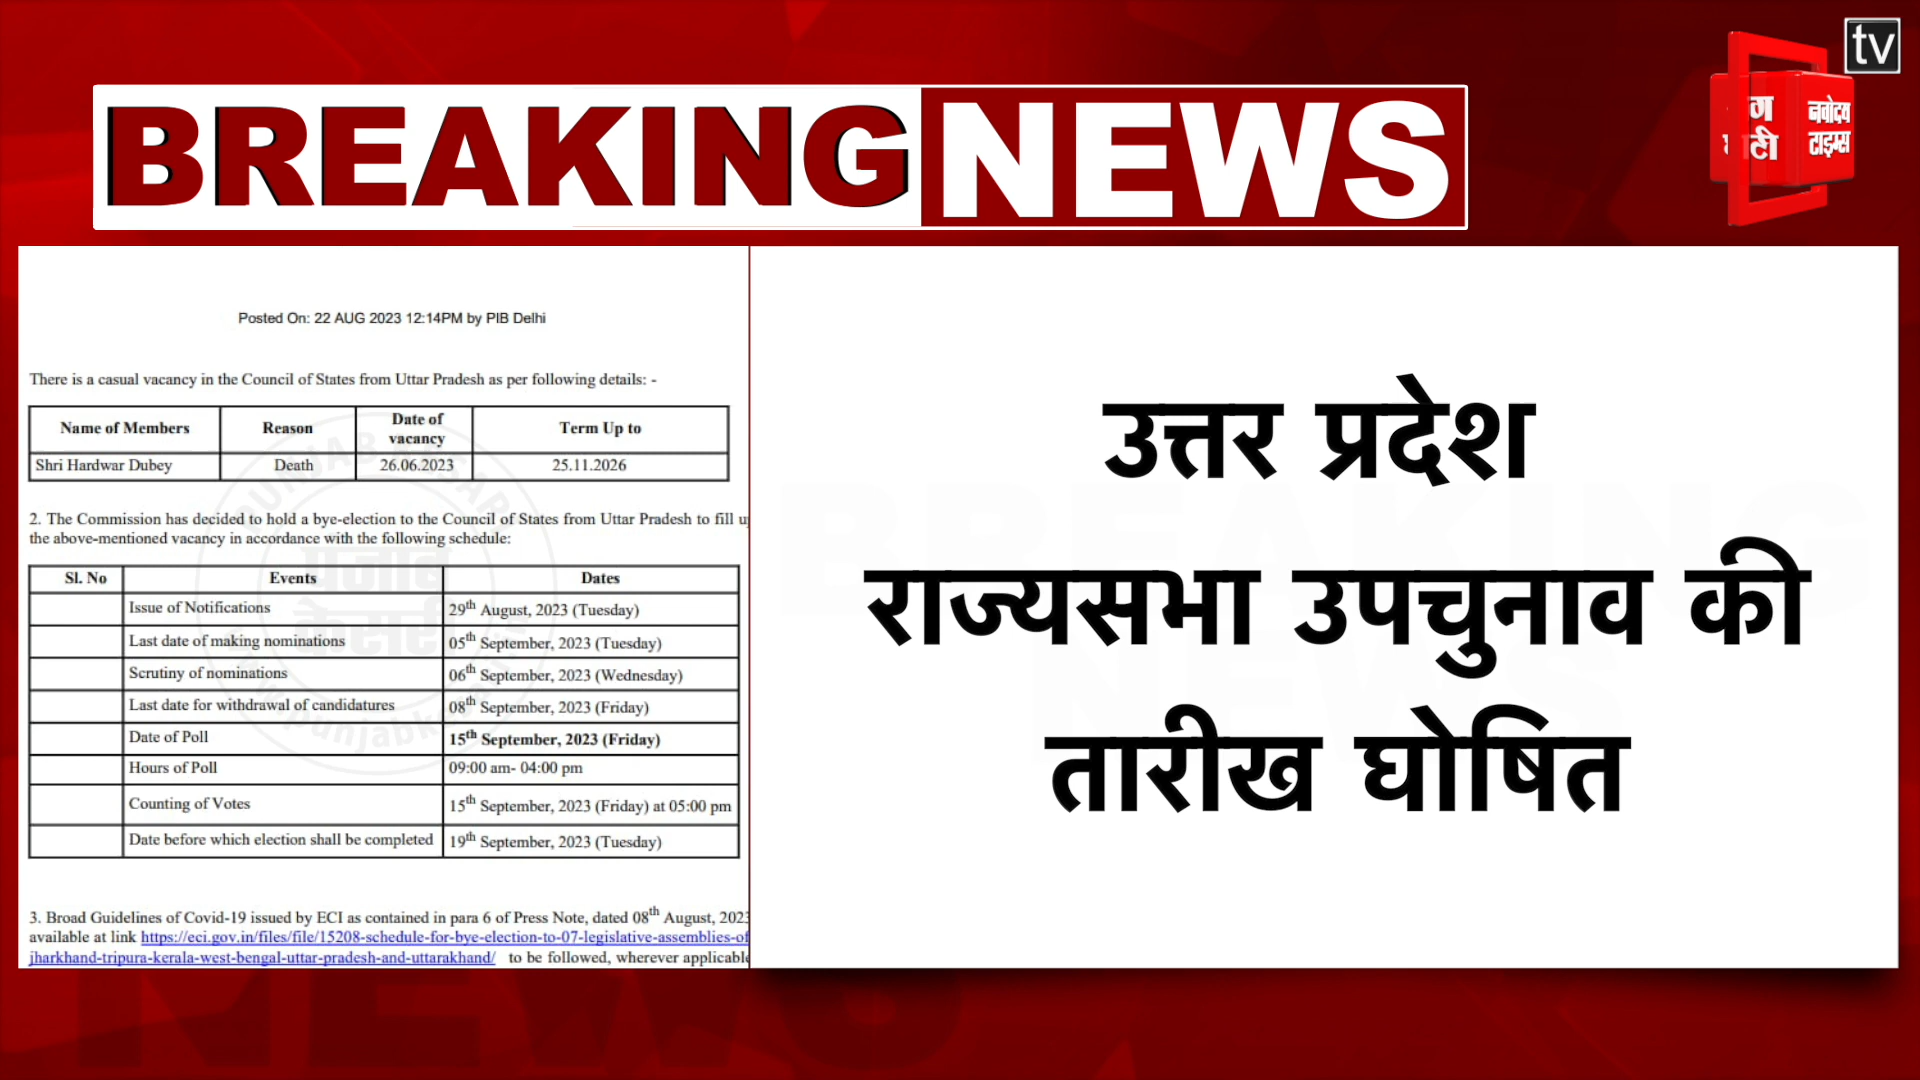 tv
नवोदय
टाइम्स
BREAKING NEWS
Posted On: 22 AUG 2023 12:14PM by PIB Delhi
There is a casual vacancy in the Council of States from Uttar Pradesh as per following details: -
Name of Members Reason Date of vacancy Term Up to
Shri Hardwar Dubey Death 26.06.2023 25.11.2026
2. The Commission has decided to hold a bye-election to the Council of States from Uttar Pradesh to fill
the above-mentioned vacancy in accordance with the following schedule:
Sl. No Events Dates
Issue of Notifications 29th August, 2023 (Tuesday)
Last date of making nominations 05th September, 2023 (Tuesday)
Scrutiny of nominations 06th September, 2023 (Wednesday)
Last date for withdrawal of candidatures 08th September, 2023 (Friday)
Date of Poll 15th September, 2023 (Friday)
Hours of Poll 09:00 am- 04:00 pm
Counting of Votes 15th September, 2023 (Friday) at 05:00 pm
Date before which election shall be completed 19th September, 2023 (Tuesday)
3. Broad Guidelines of Covid-19 issued by ECI as contained in para 6 of Press Note, dated 08th August, 2023
available at link https://eci.gov.in/files/file/15208-schedule-for-bye-election-to-07-legislative-assemblies-of
jharkhand-tripura-kerala-west-bengal-uttar-pradesh-and-uttarakhand/ to be followed, wherever applicable
उत्तर प्रदेश
राज्यसभा उपचुनाव की
तारीख घोषित
PUNJAB KESARI
पंजाब
केसरी
BREAKING
NEWS
NEWS